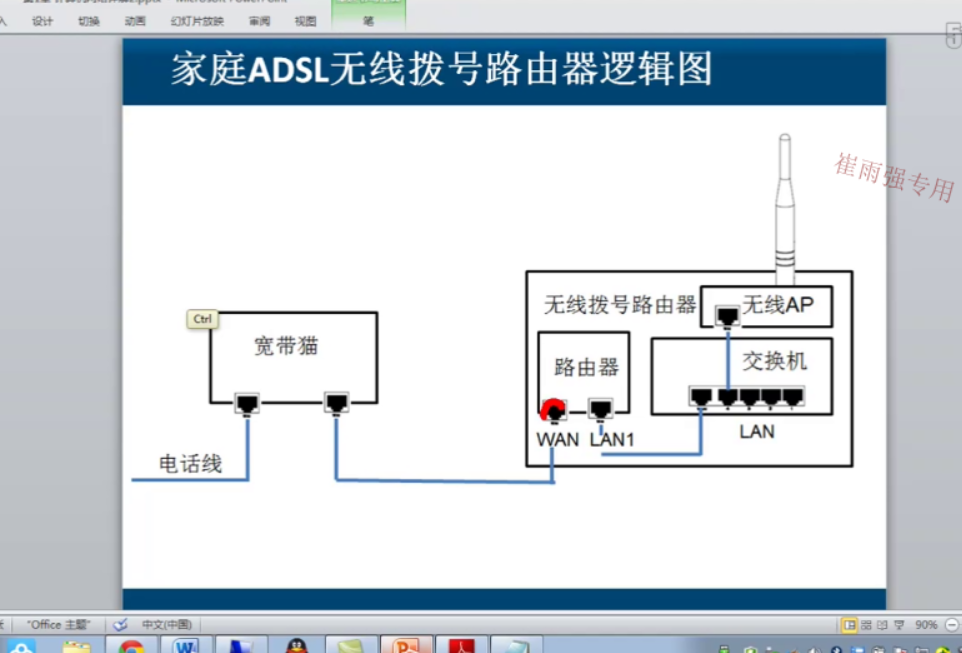 设计 切换 动画 幻灯片放映 审阅 视图 笔
家庭ADSL无线拨号路由器逻辑图
崔雨强专用
无线拨号路由器
无线AP
Ctrl
宽带猫
路由器
交换机
WAN
LAN1
LAN
电话线
"Office 主题"
中文(中国)
90%